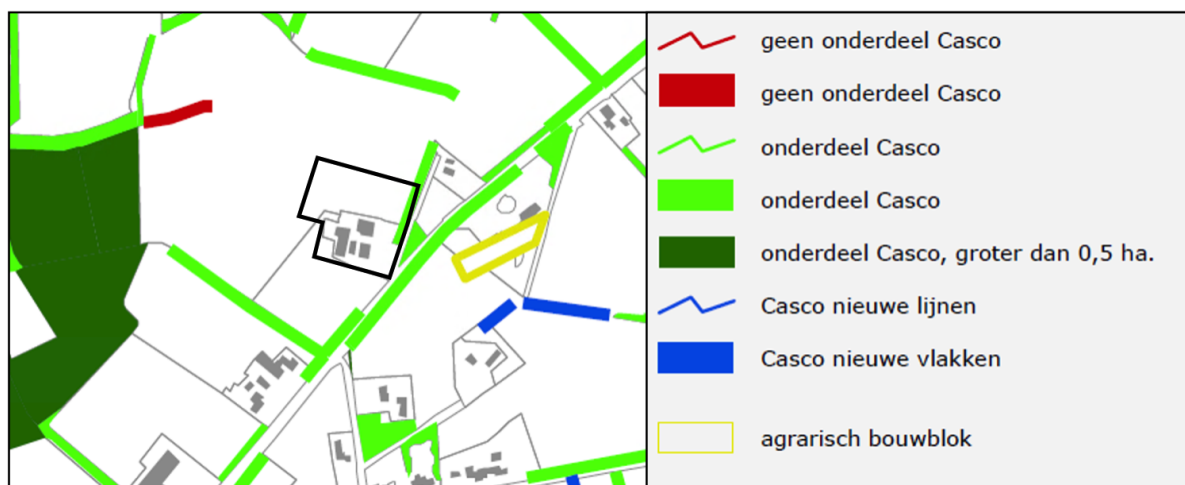 geen onderdeel Casco
geen onderdeel Casco
onderdeel Casco
onderdeel Casco
onderdeel Casco, groter dan 0,5 ha.
Casco nieuwe lijnen
Casco nieuwe vlakken
agrarisch bouwblok